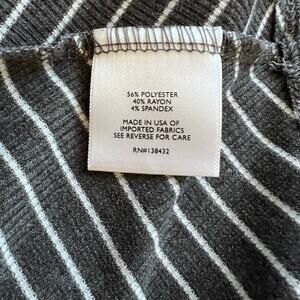 56% POLYESTER
40% RAYON
4% SPANDEX
MADE IN USA OF
IMPORTED FABRICS
SEE REVERSE FOR CARE
RN#138432